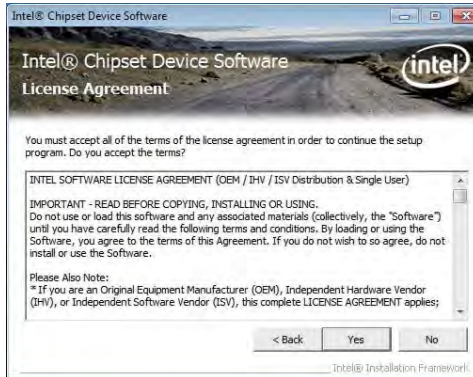 Intel® Chipset Device Software
Intel® Chipset Device Software
intel
License Agreement
You must accept all of the terms of the license agreement in order to continue the setup
program. Do you accept the terms?
INTEL SOFTWARE LICENSE AGREEMENT (OEM / IHV / ISV Distribution & Single User)
IMPORTANT - READ BEFORE COPYING, INSTALLING OR USING.
Do not use or load this software and any associated materials (collectively, the "Software")
until you have carefully read the following terms and conditions. By loading or using the
Software, you agree to the terms of this Agreement. If you do not wish to so agree, do not
install or use the Software.
Please Also Note:
* If you are an Original Equipment Manufacturer (OEM), Independent Hardware Vendor
(IHV), or Independent Software Vendor (ISV), this complete LICENSE AGREEMENT applies;
< Back Yes No
Intel® Installation Framework